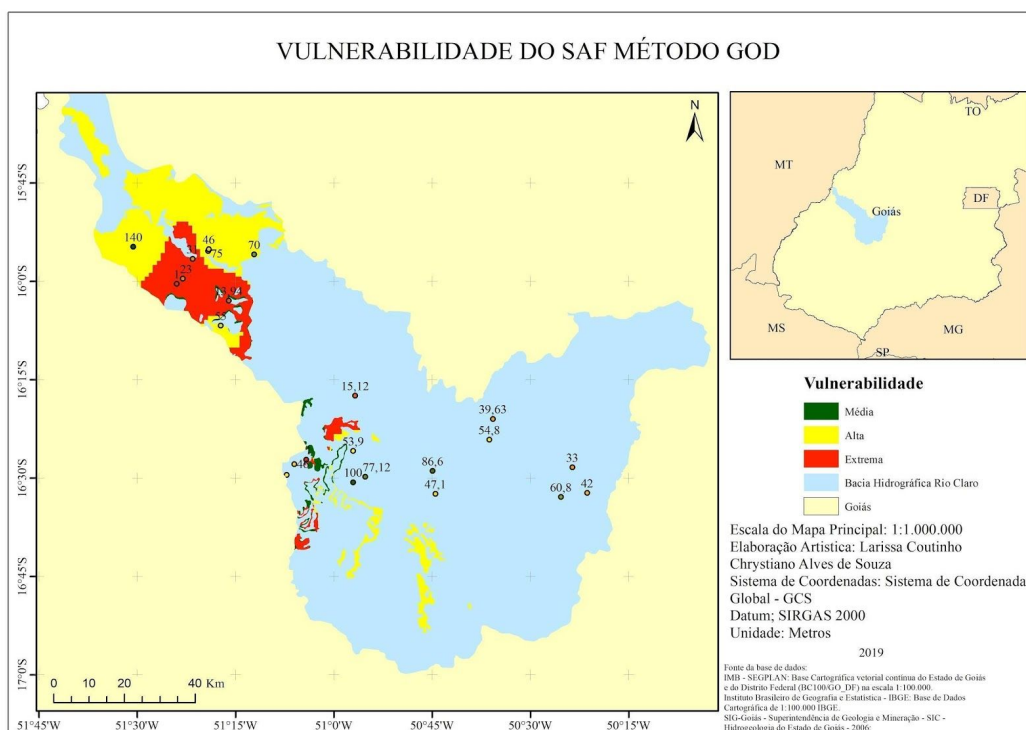 VULNERABILIDADE DO SAF MÉTODO GOD
N
15°45'S
16°0'S
16°15'S
16°30'S
16°45'S
17°0'S
140
46
75
70
123
55
15,12
39,63
54,8
53,9
77,12
100
86,6
47,1
33
60,8
42
0 10 20 40 Km
51°45'W 51°30'W 51°15'W 51°0'W 50°45'W 50°30'W 50°15'W
TO
MT
DF
Goiás
MS
MG
SP
Vulnerabilidade
Média
Alta
Extrema
Bacia Hidrográfica Rio Claro
Goiás
Escala do Mapa Principal: 1:1.000.000
Elaboração Artistica: Larissa Coutinho
Chrystiano Alves de Souza
Sistema de Coordenadas: Sistema de Coordenada
Global - GCS
Datum; SIRGAS 2000
Unidade: Metros
2019
Fonte da base de dados:
IMB - SEGPLAN: Base Cartográfica vetorial contínua do Estado de Goiás
e do Distrito Federal (BC100/GO_DF) na escala 1:100.000.
Instituto Brasileiro de Geografia e Estatística - IBGE: Base de Dados
Cartográfica de 1:100.000 IBGE.
SIG-Goiás - Superintendência de Geologia e Mineração - SIC -
Hidrogeologia do Estado de Goiás - 2006: